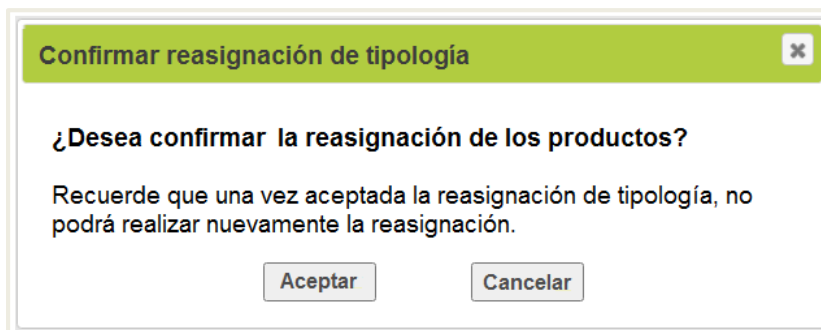 Confirmar reasignación de tipología
¿Desea confirmar la reasignación de los productos?
Recuerde que una vez aceptada la reasignación de tipología, no
podrá realizar nuevamente la reasignación.
Aceptar Cancelar